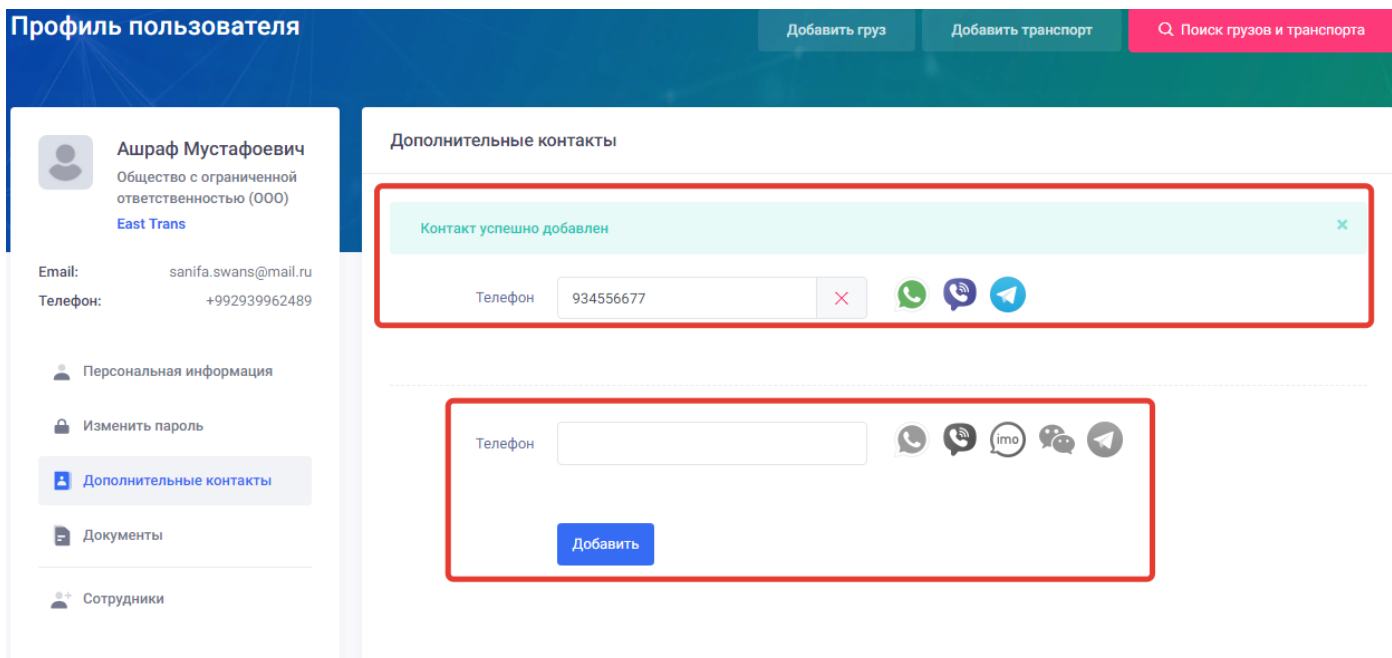 Профиль пользователя
Добавить груз
Добавить транспорт
Поиск грузов и транспорта
Ашраф Мустафоевич
Общество с ограниченной
ответственностью (ООО)
East Trans
Email: sanifa.swans@mail.ru
Телефон: +992939962489
Персональная информация
Изменить пароль
Дополнительные контакты
Документы
Сотрудники
Дополнительные контакты
Контакт успешно добавлен
Телефон 934556677
Телефон imo
Добавить